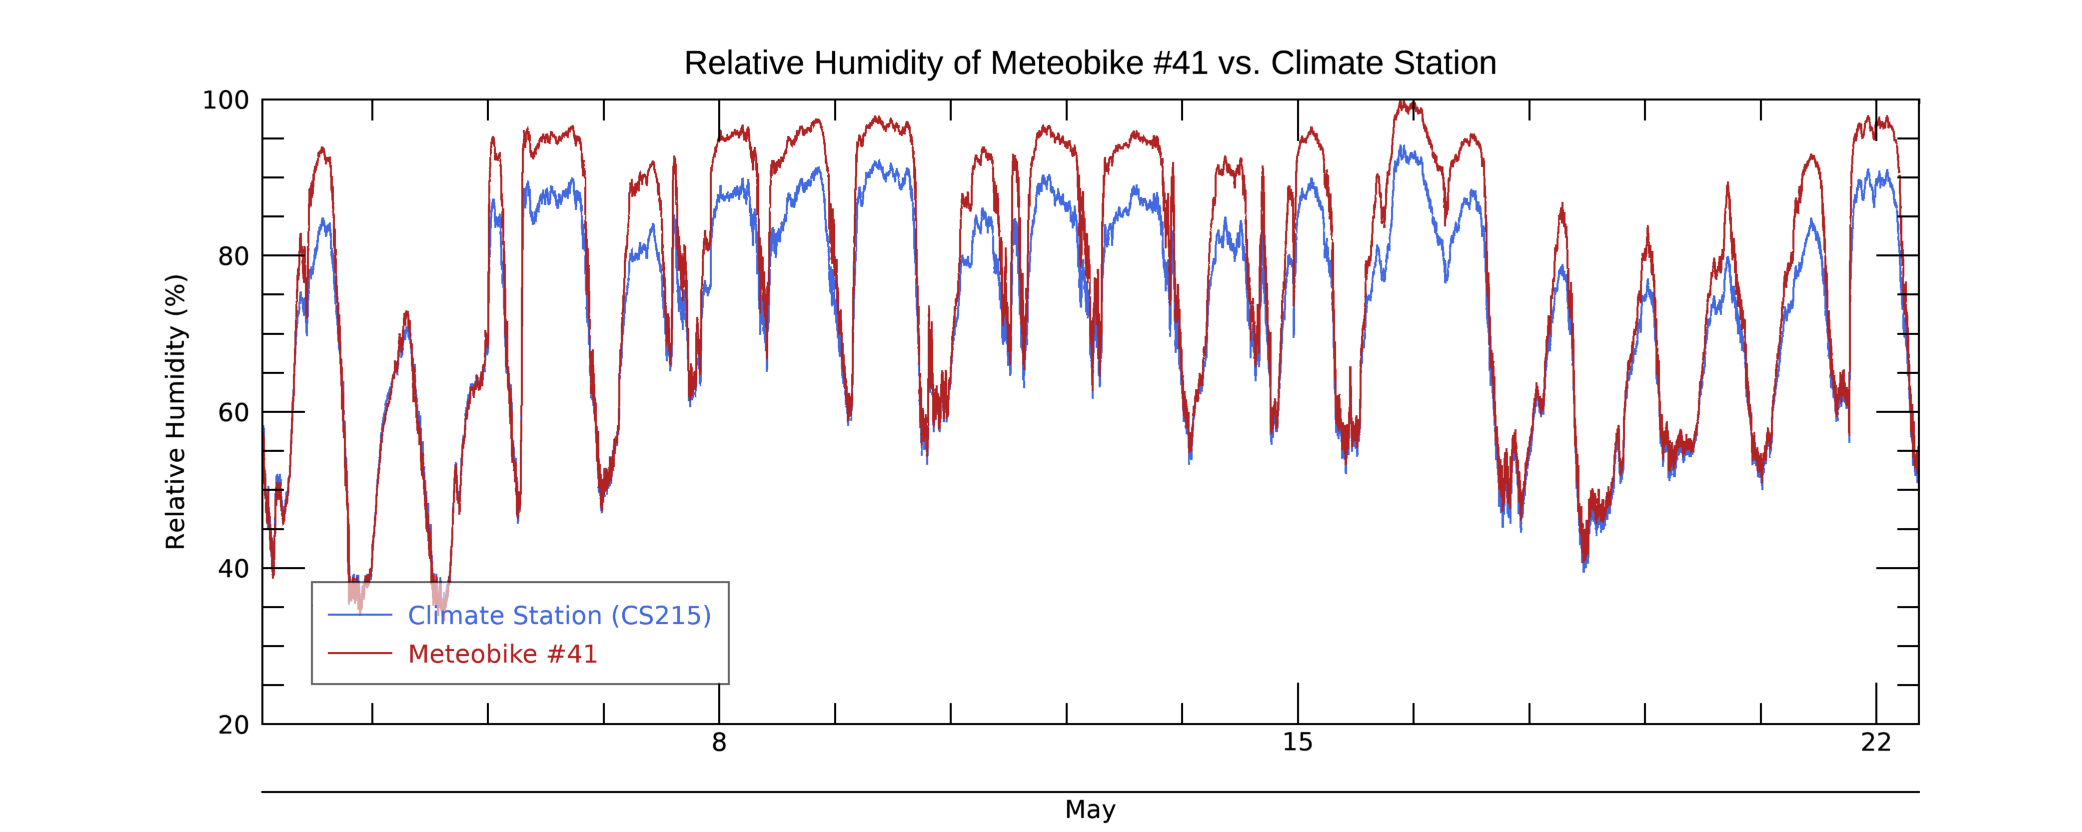 Relative Humidity of Meteobike #41 vs. Climate Station
Relative Humidity (%)
100
80
60
40
20
Climate Station (CS215)
Meteobike #41
8
15
22
May